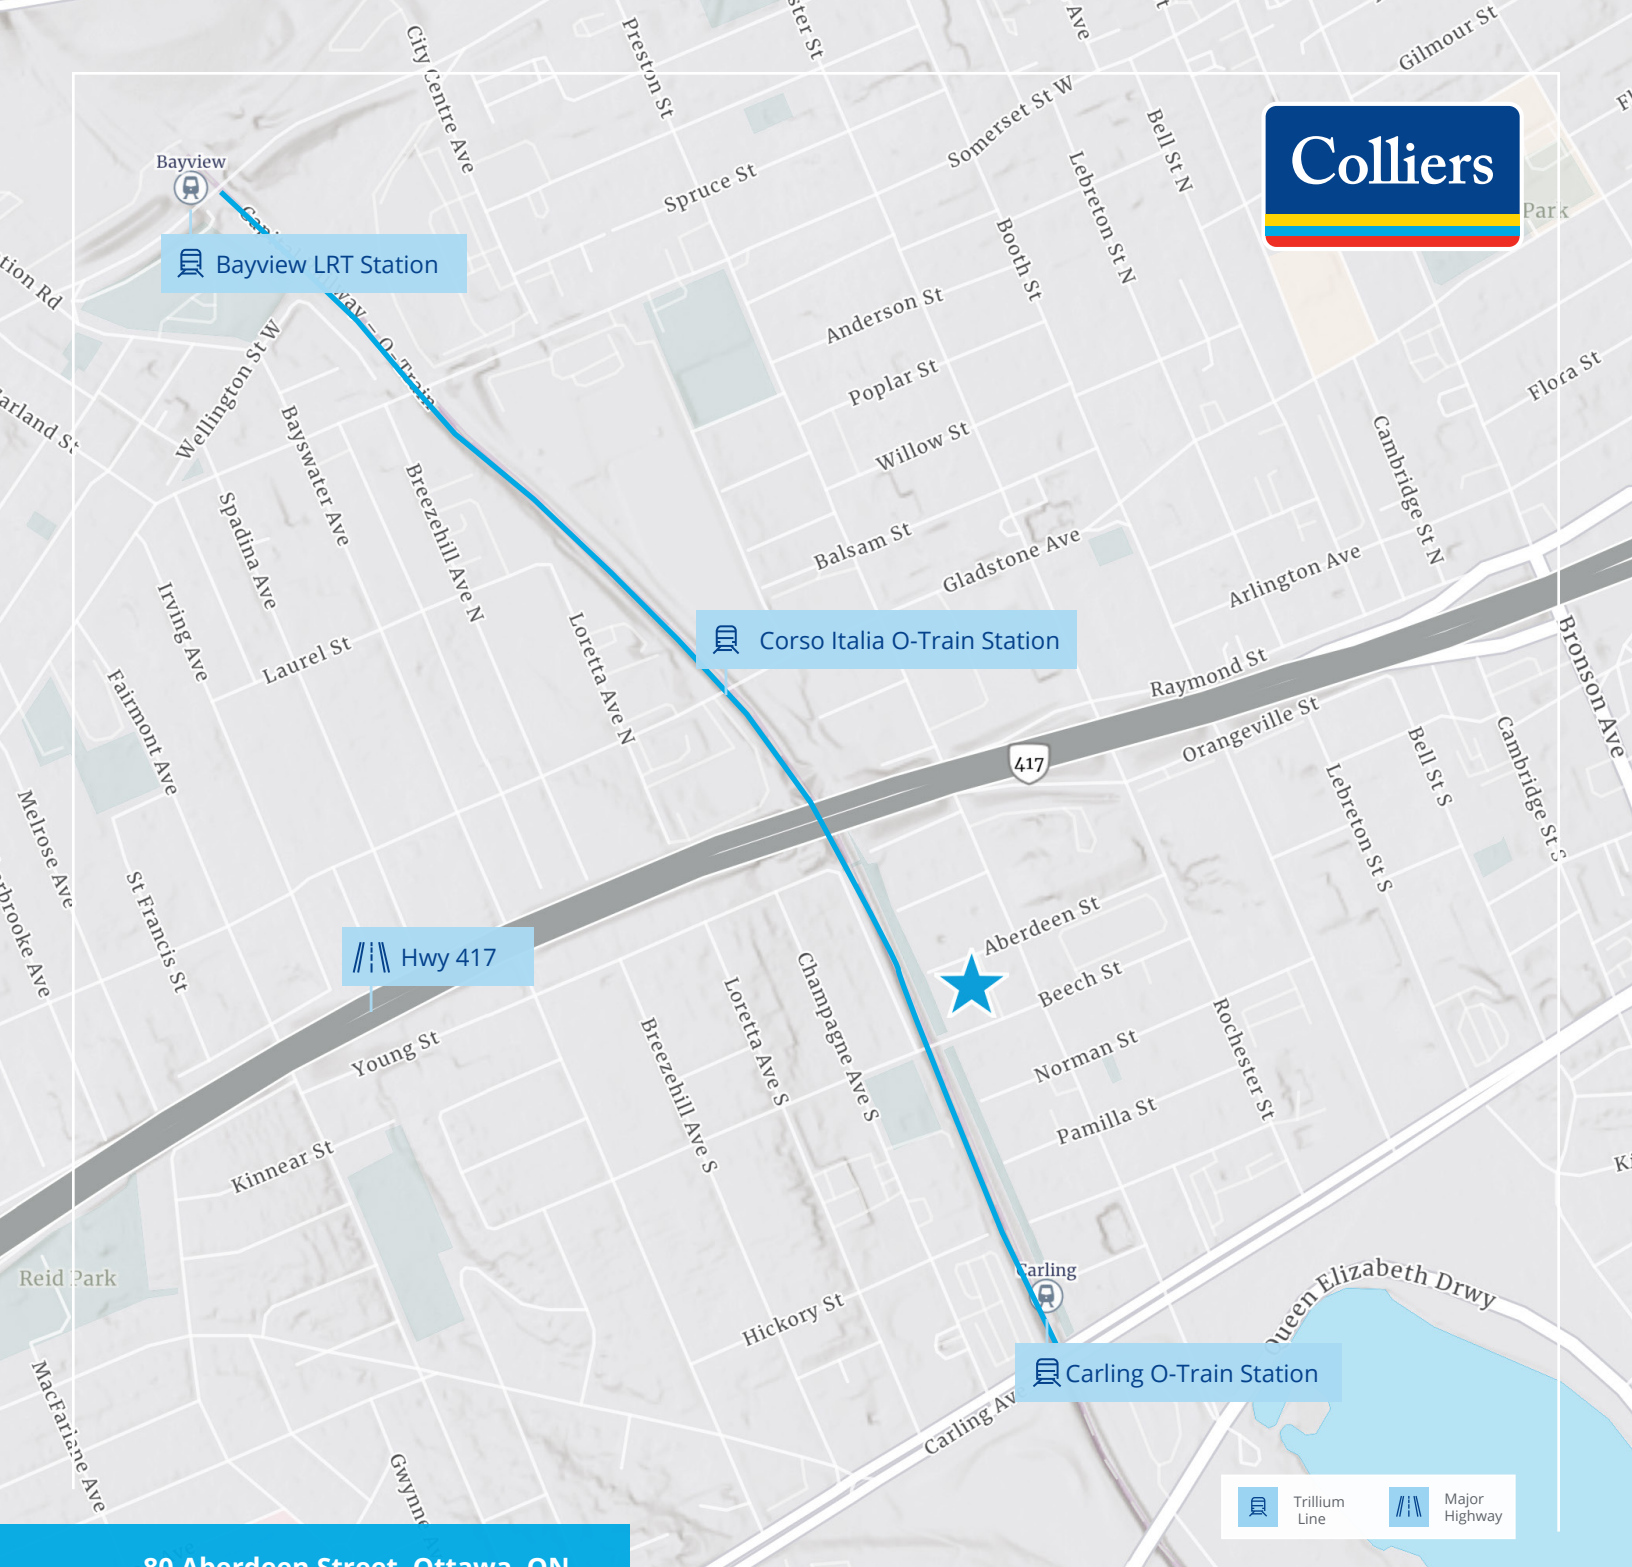 Gilmour St
City Centre Ave
Preston St
Ave
Somerset St W
Bell St N
Lebreton St N
Colliers
Park
Bayview
Spruce St
Booth St
Bayview LRT Station
Anderson St
Wellington St W
O-Train
Poplar St
Flora St
Bayswater Ave
Willow St
Cambridge St N
Breezehill Ave N
Spadina Ave
Balsam St
Gladstone Ave
Arlington Ave
Irving Ave
Laurel St
Loretta Ave N
Corso Italia O-Train Station
Raymond St
Bronson Ave
Fairmont Ave
Orangeville St
417
Bell St S
Cambridge St S
Lebreton St S
Melrose Ave
St Francis St
Aberdeen St
Hwy 417
Beech St
Champagne Ave S
Loretta Ave S
Young St
Breezehill Ave S
Norman St
Rochester St
Pamilla St
Kinnear St
Reid Park
Carling
Queen Elizabeth Drwy
Hickory St
Carling O-Train Station
MacFarlane Ave
Carling Av
Gwynne
Trillium
Line
Major
Highway
80 Aberdeen Street, Ottawa, ON